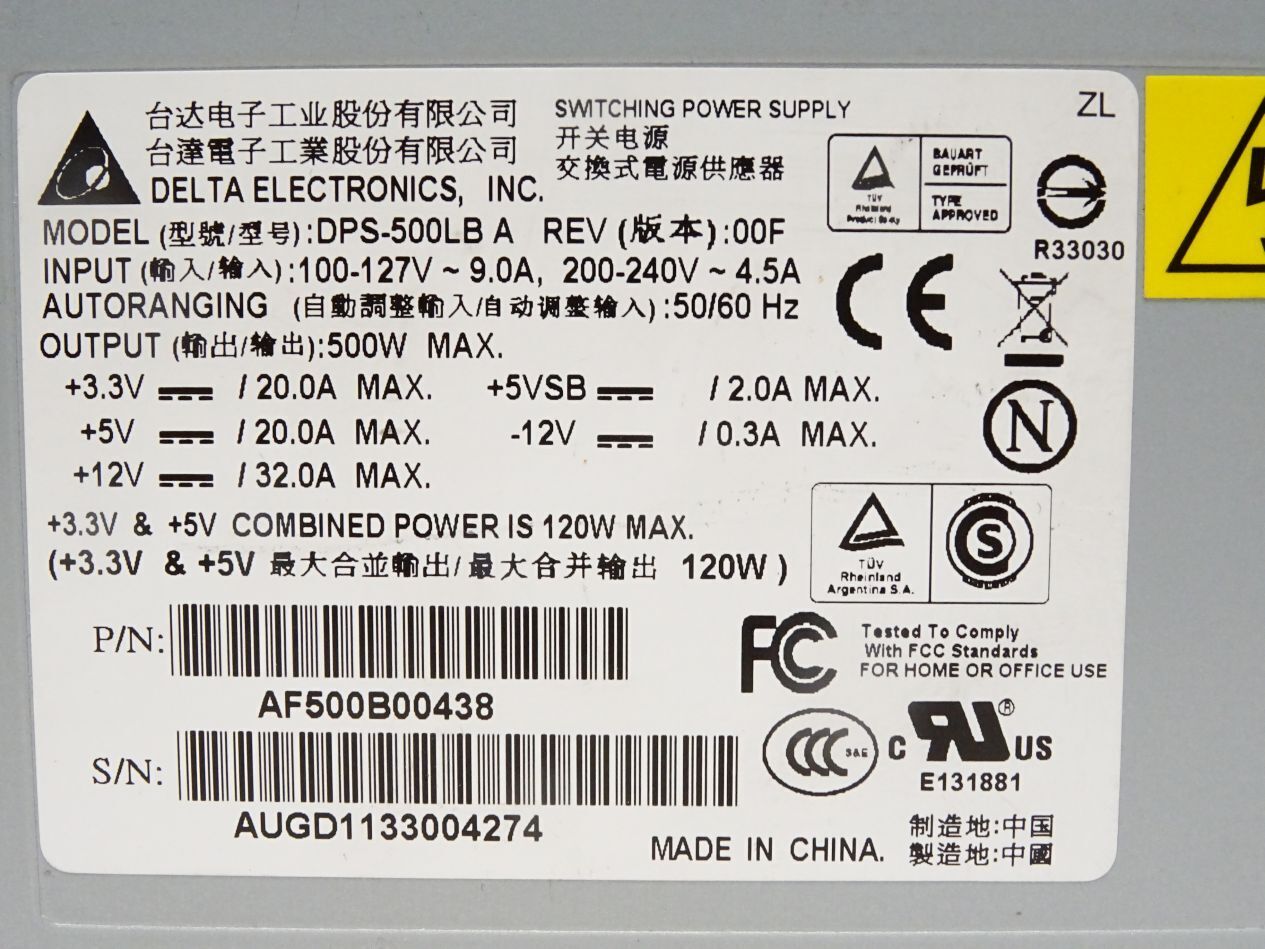 台达电子工业股份有限公司
台達電子工業股份有限公司
DELTA ELECTRONICS, INC.
SWITCHING POWER SUPPLY
开关电源
交換式電源供應器
ZL
TÜV
Rheinland
Product Safety
BAUART
GEPRÜFT
TYPE
APPROVED
R33030
MODEL (型號/型号):DPS-500LB A REV (版本):00F
INPUT (輸入/输入):100-127V ~ 9.0A, 200-240V ~ 4.5A
AUTORANGING (自動調整輸入/自动调整输入):50/60 Hz
OUTPUT (輸出/输出):500W MAX.
+3.3V / 20.0A MAX. +5VSB / 2.0A MAX.
+5V / 20.0A MAX. -12V / 0.3A MAX.
+12V / 32.0A MAX.
CE
N
+3.3V & +5V COMBINED POWER IS 120W MAX.
(+3.3V & +5V 最大合並輸出/最大合并输出 120W )
TÜV
Rheinland
Argentina S.A.
S
P/N:
AF500B00438
S/N:
AUGD1133004274
FC
Tested To Comply
With FCC Standards
FOR HOME OR OFFICE USE
CCC S&E
C RU ® US
E131881
MADE IN CHINA.
制造地:中国
製造地:中國